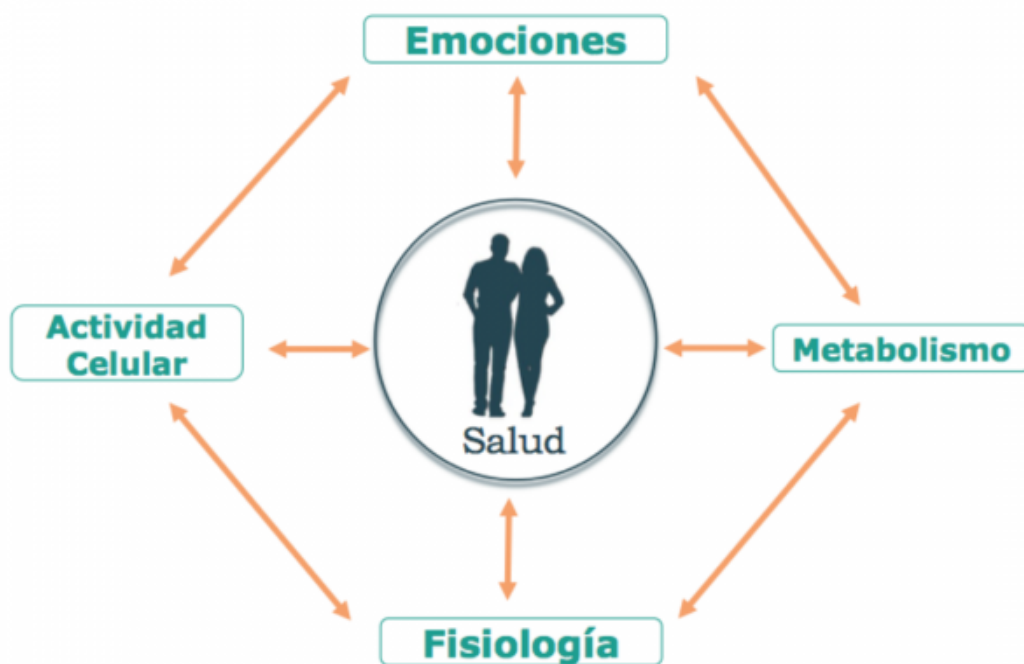 Emociones
Actividad
Celular
Metabolismo
Salud
Fisiología